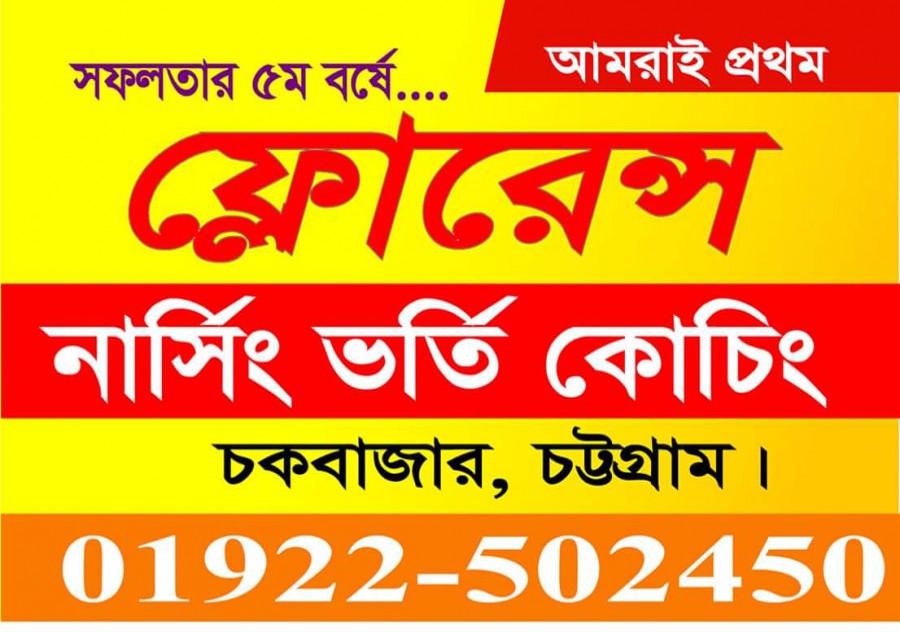 সফলতার ৫ম বর্ষে....
আমরাই প্রথম
ফ্লোরেন্স
নার্সিং ভর্তি কোচিং
চকবাজার, চট্টগ্রাম।
01922-502450